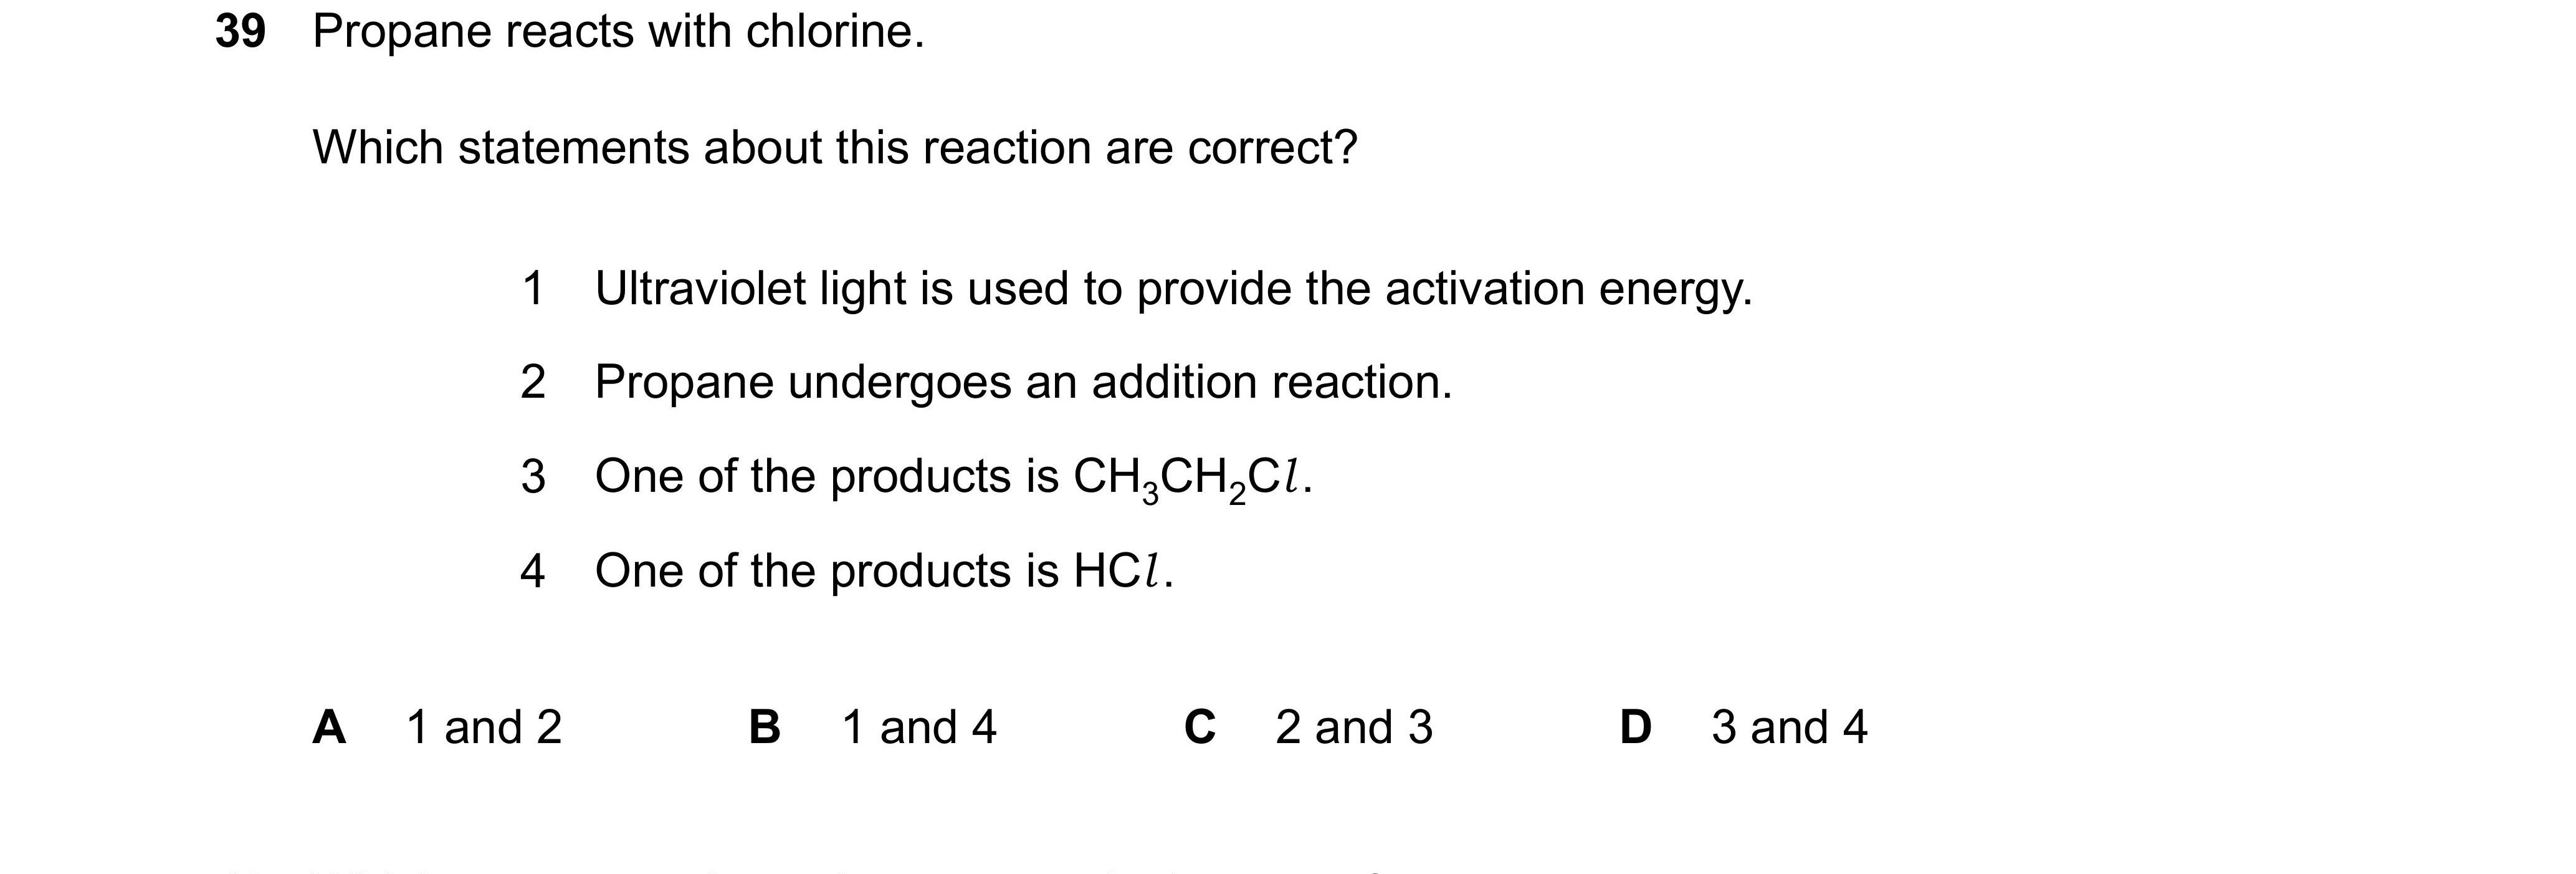 39 Propane reacts with chlorine.
Which statements about this reaction are correct?
1 Ultraviolet light is used to provide the activation energy.
2 Propane undergoes an addition reaction.
3 One of the products is CH₃CH₂Cl.
4 One of the products is HCl.
A 1 and 2 B 1 and 4 C 2 and 3 D 3 and 4